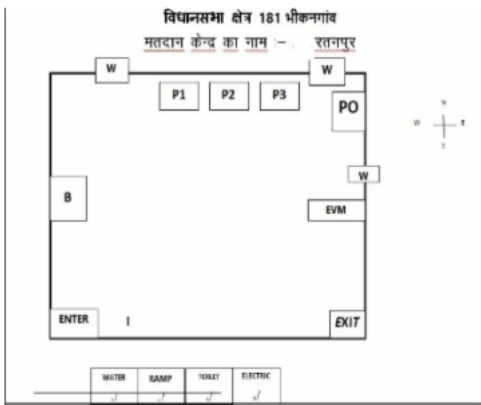 विधानसभा क्षेत्र 181 भीकनगांव
मतदान केन्द्र का नाम :– . रतनपुर
W W
P1 P2 P3 PO
N
W E
S
W
B
EVM
ENTER I EXIT
WATER RAMP TOILET ELECTRIC
√ √ √ √